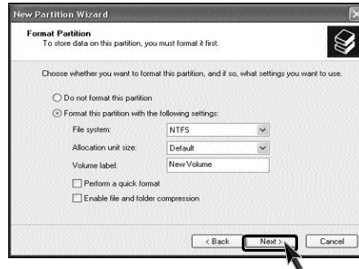 New Partition Wizard
Format Partition
To store data on this partition, you must format it first.
Choose whether you want to format this partition, and if so, what settings you want to use.
Do not format this partition
Format this partition with the following settings:
File system: NTFS
Allocation unit size: Default
Volume label: New Volume
Perform a quick format
Enable file and folder compression
< Back Next > Cancel